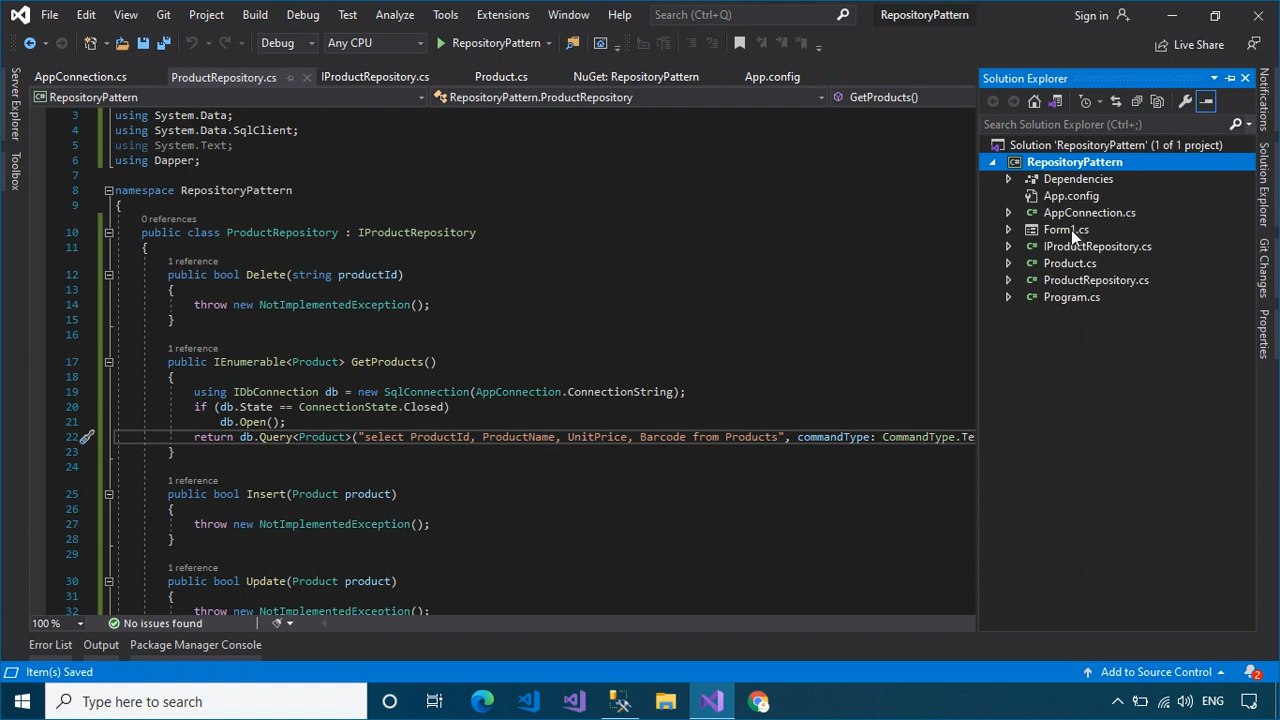 File Edit View Git Project Build Debug Test Analyze Tools Extensions Window Help Search (Ctrl+Q) RepositoryPattern Sign in
Debug Any CPU RepositoryPattern Live Share
AppConnection.cs ProductRepository.cs IProductRepository.cs Product.cs NuGet: RepositoryPattern App.config
RepositoryPattern RepositoryPattern.ProductRepository GetProducts()
3 using System.Data;
4 using System.Data.SqlClient;
5 using System.Text;
6 using Dapper;
7
8 namespace RepositoryPattern
9 {
0 references
10 public class ProductRepository : IProductRepository
11 {
1 reference
12 public bool Delete(string productId)
13 {
14 throw new NotImplementedException();
15 }
16
1 reference
17 public IEnumerable<Product> GetProducts()
18 {
19 using IDbConnection db = new SqlConnection(AppConnection.ConnectionString);
20 if (db.State == ConnectionState.Closed)
21 db.Open();
22 return db.Query<Product>("select ProductId, ProductName, UnitPrice, Barcode from Products", commandType: CommandType.Te
23 }
24
1 reference
25 public bool Insert(Product product)
26 {
27 throw new NotImplementedException();
28 }
29
1 reference
30 public bool Update(Product product)
31 {
32 throw new NotImplementedException();
100 % No issues found
Error List Output Package Manager Console
Item(s) Saved Add to Source Control 2
Server Explorer
Toolbox
Solution Explorer
Search Solution Explorer (Ctrl+;)
Solution 'RepositoryPattern' (1 of 1 project)
RepositoryPattern
Dependencies
App.config
AppConnection.cs
Form1.cs
IProductRepository.cs
Product.cs
ProductRepository.cs
Program.cs
Notifications
Solution Explorer
Git Changes
Properties
Type here to search ENG